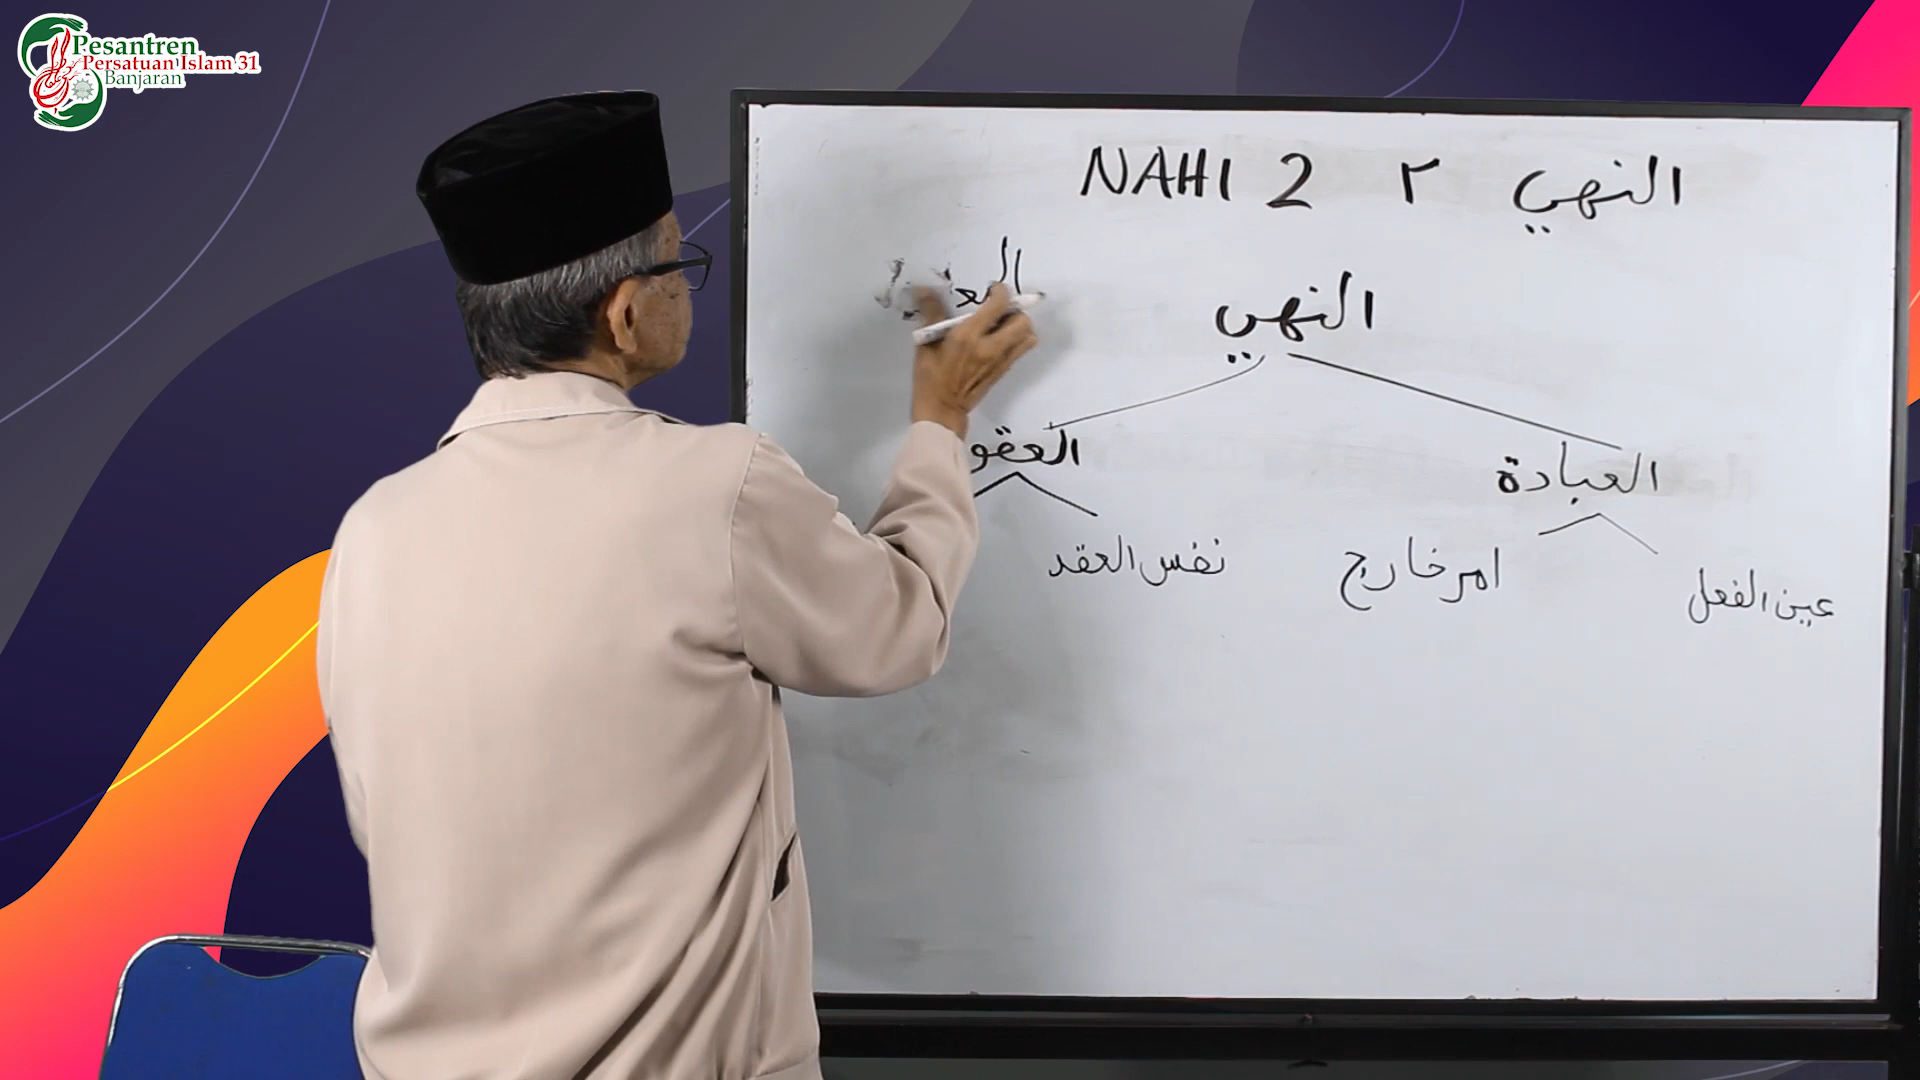 Pesantren
Persatuan Islam 31
Banjaran
NAHI 2 ٢ النهي
النهي
العبادة
عين الفعل
امر خارج
نفس العقد